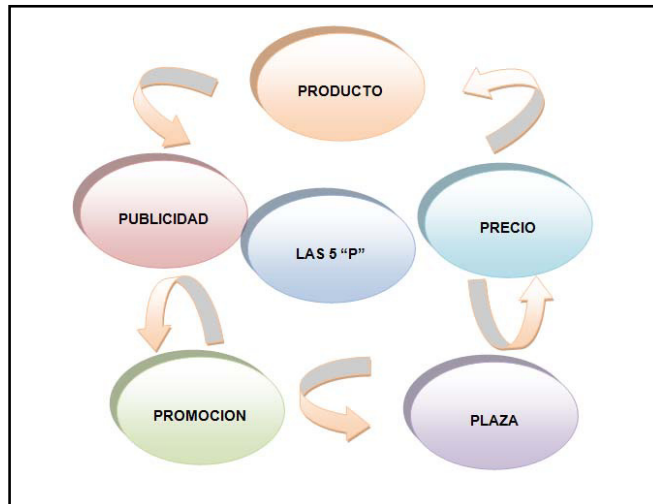 PRODUCTO
PUBLICIDAD
LAS 5 “P”
PRECIO
PROMOCION
PLAZA